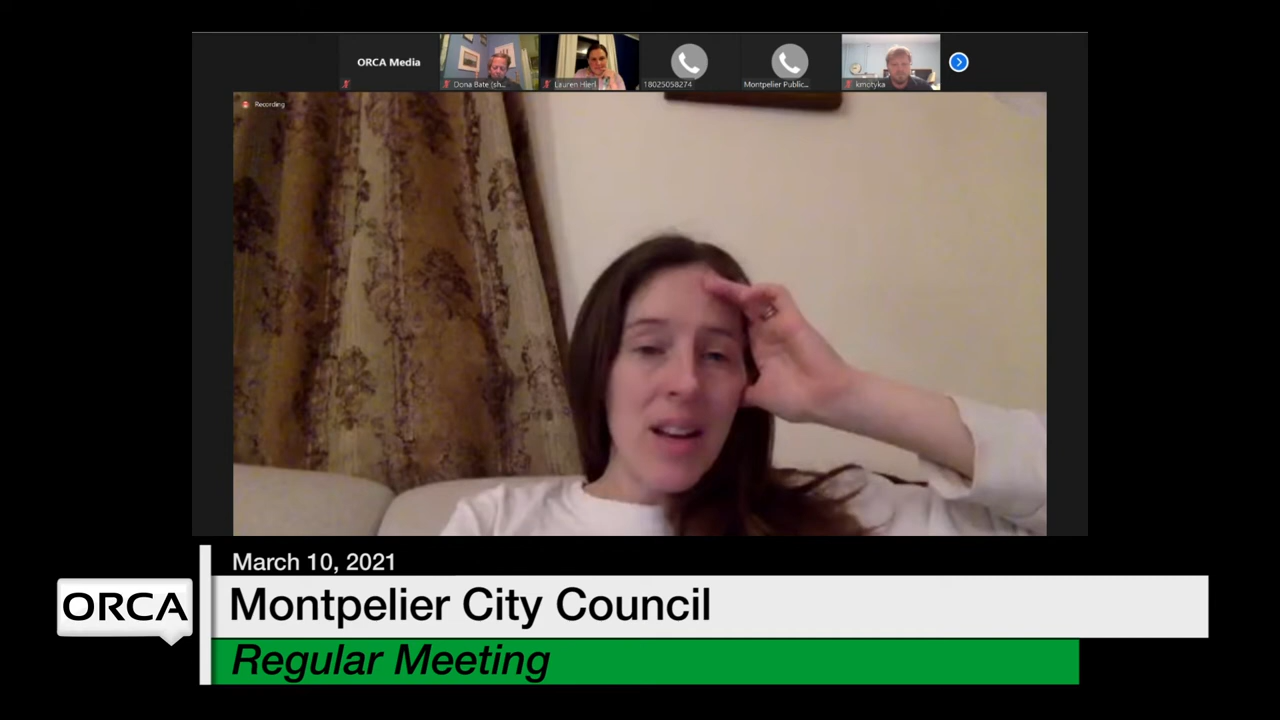 ORCA Media
Dona Bate (sh...
Lauren Hierl
18025058274
Montpelier Public...
kmotyka
Recording
March 10, 2021
ORCA
Montpelier City Council
Regular Meeting